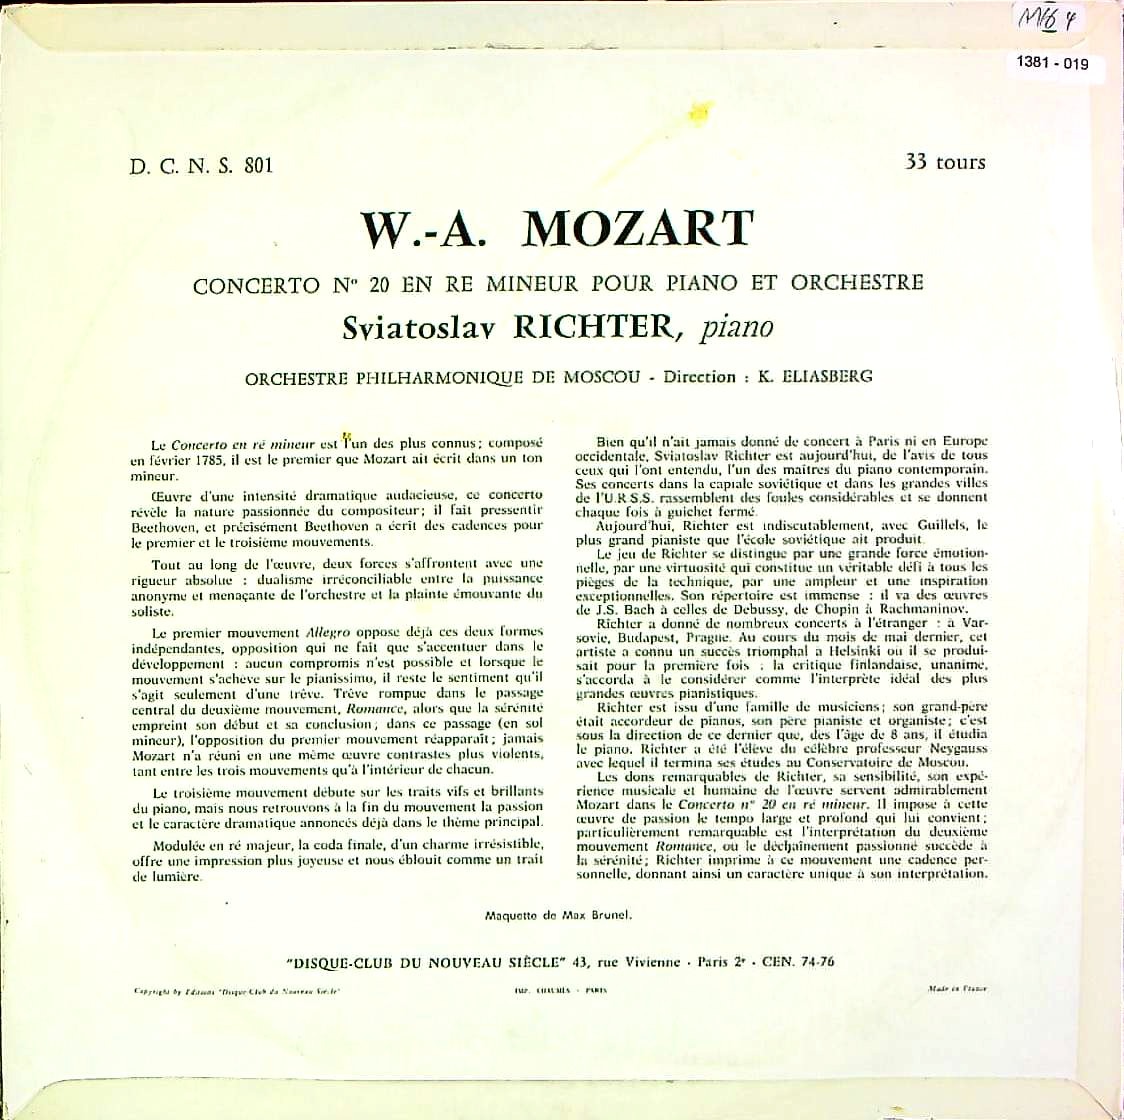 MK 4
1381 - 019
D. C. N. S. 801
33 tours
W.-A. MOZART
CONCERTO N° 20 EN RE MINEUR POUR PIANO ET ORCHESTRE
Sviatoslav RICHTER, piano
ORCHESTRE PHILHARMONIQUE DE MOSCOU - Direction : K. ELIASBERG
Le Concerto en ré mineur est l'un des plus connus ; composé
en février 1785, il est le premier que Mozart ait écrit dans un ton
mineur.
Œuvre d'une intensité dramatique audacieuse, ce concerto
révèle la nature passionnée du compositeur ; il fait pressentir
Beethoven, et précisément Beethoven a écrit des cadences pour
le premier et le troisième mouvements.
Tout au long de l'œuvre, deux forces s'affrontent avec une
rigueur absolue : dualisme irréconciliable entre la puissance
anonyme et menaçante de l'orchestre et la plainte émouvante du
soliste.
Le premier mouvement Allegro oppose déjà ces deux formes
indépendantes, opposition qui ne fait que s'accentuer dans le
développement : aucun compromis n'est possible et lorsque le
mouvement s'achève sur le pianissimo, il reste le sentiment qu'il
s'agit seulement d'une trêve. Trêve rompue dans le passage
central du deuxième mouvement, Romance, alors que la sérénité
empreint son début et sa conclusion ; dans ce passage (en sol
mineur), l'opposition du premier mouvement réapparaît ; jamais
Mozart n'a réuni en une même œuvre contrastes plus violents,
tant entre les trois mouvements qu'à l'intérieur de chacun.
Le troisième mouvement débute sur les traits vifs et brillants
du piano, mais nous retrouvons à la fin du mouvement la passion
et le caractère dramatique annoncés déjà dans le thème principal.
Modulée en ré majeur, la coda finale, d'un charme irrésistible,
offre une impression plus joyeuse et nous éblouit comme un trait
de lumière.
Bien qu'il n'ait jamais donné de concert à Paris ni en Europe
occidentale, Sviatoslav Richter est aujourd'hui, de l'avis de tous
ceux qui l'ont entendu, l'un des maîtres du piano contemporain.
Ses concerts dans la capiale soviétique et dans les grandes villes
de l'U.R.S.S. rassemblent des foules considérables et se donnent
chaque fois à guichet fermé.
Aujourd'hui, Richter est indiscutablement, avec Guillels, le
plus grand pianiste que l'école soviétique ait produit.
Le jeu de Richter se distingue par une grande force émotion-
nelle, par une virtuosité qui constitue un véritable défi à tous les
pièges de la technique, par une ampleur et une inspiration
exceptionnelles. Son répertoire est immense : il va des œuvres
de J.S. Bach à celles de Debussy, de Chopin à Rachmaninov.
Richter a donné de nombreux concerts à l'étranger : à Var-
sovie, Budapest, Prague. Au cours du mois de mai dernier, cet
artiste a connu un succès triomphal à Helsinki où il se produi-
sait pour la première fois ; la critique finlandaise, unanime,
s'accorda à le considérer comme l'interprète idéal des plus
grandes œuvres pianistiques.
Richter est issu d'une famille de musiciens ; son grand-père
était accordeur de pianos, son père pianiste et organiste ; c'est
sous la direction de ce dernier que, dès l'âge de 8 ans, il étudia
le piano. Richter a été l'élève du célèbre professeur Neygauss
avec lequel il termina ses études au Conservatoire de Moscou.
Les dons remarquables de Richter, sa sensibilité, son expé-
rience musicale et humaine de l'œuvre servent admirablement
Mozart dans le Concerto n° 20 en ré mineur. Il impose à cette
œuvre de passion le tempo large et profond qui lui convient ;
particulièrement remarquable est l'interprétation du deuxième
mouvement Romance, où le déchaînement passionné succède à
la sérénité ; Richter imprime à ce mouvement une cadence per-
sonnelle, donnant ainsi un caractère unique à son interprétation.
Maquette de Max Brunel.
"DISQUE-CLUB DU NOUVEAU SIÈCLE" 43, rue Vivienne - Paris 2e - CEN. 74-76
Copyright by Editions "Disque-Club du Nouveau Siècle"
IMP. CHAUMÈS - PARIS
Made in France